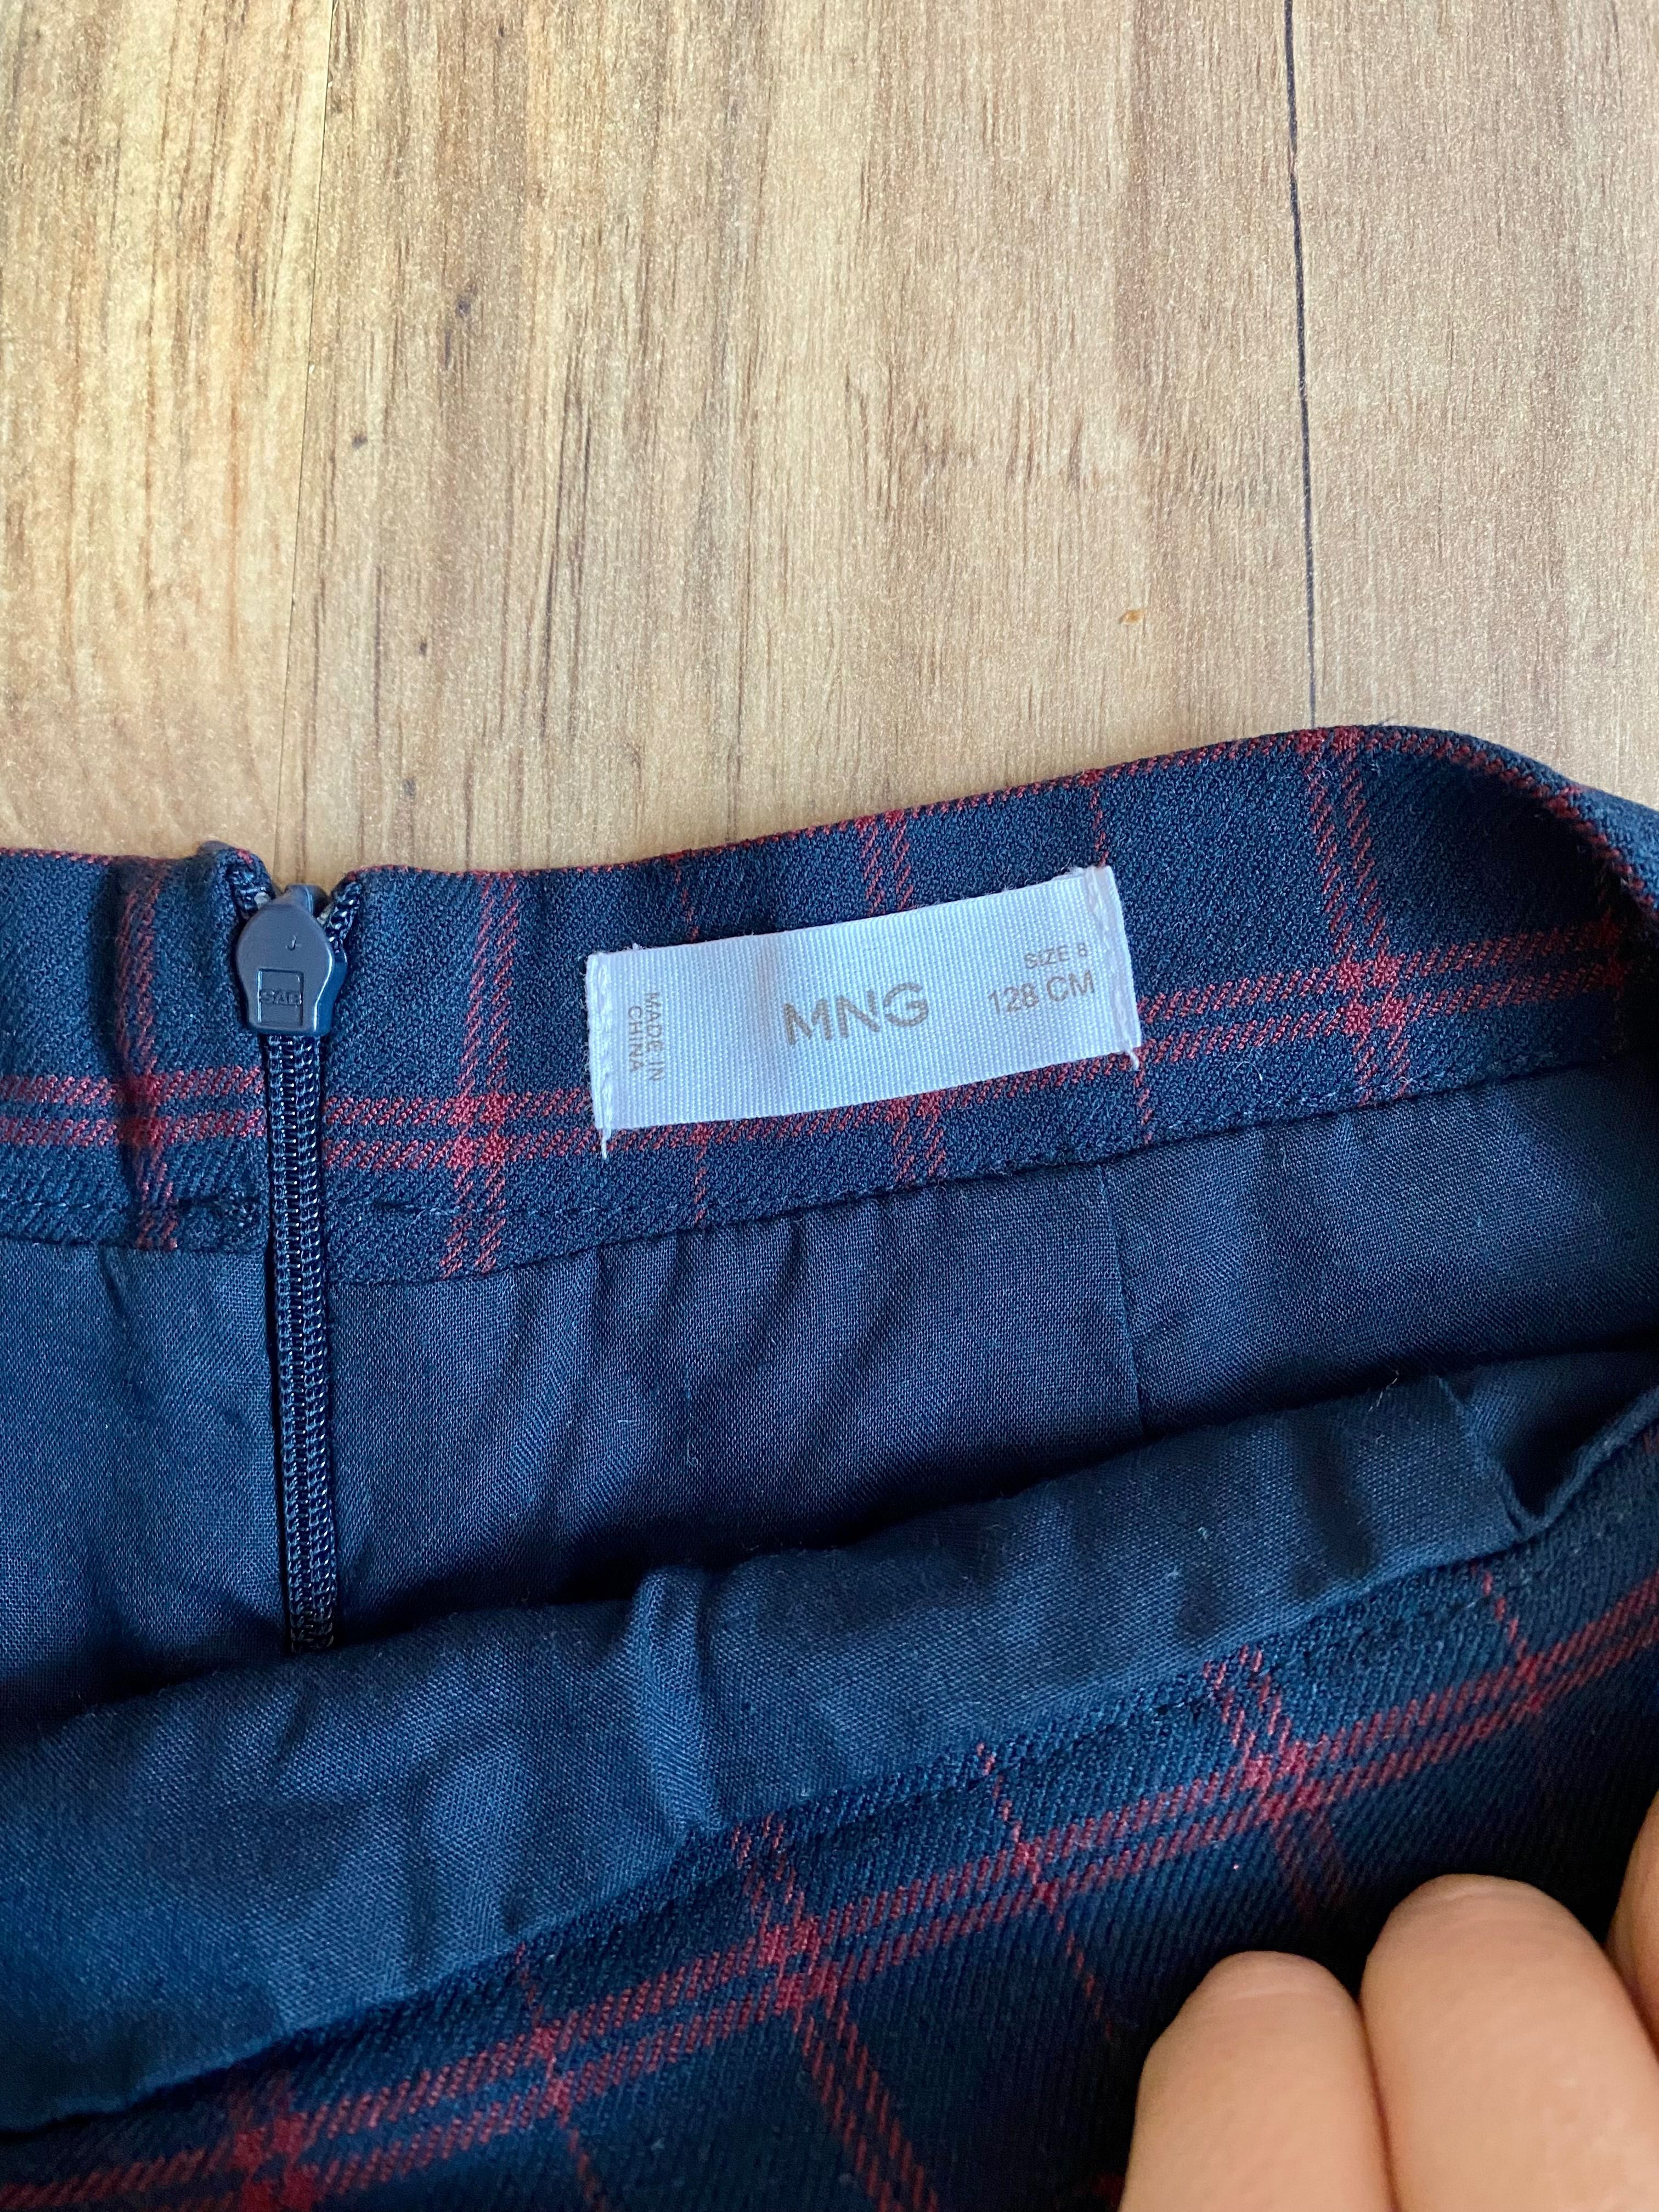 MADE IN
CHINA
MNG
SIZE 8
128 CM